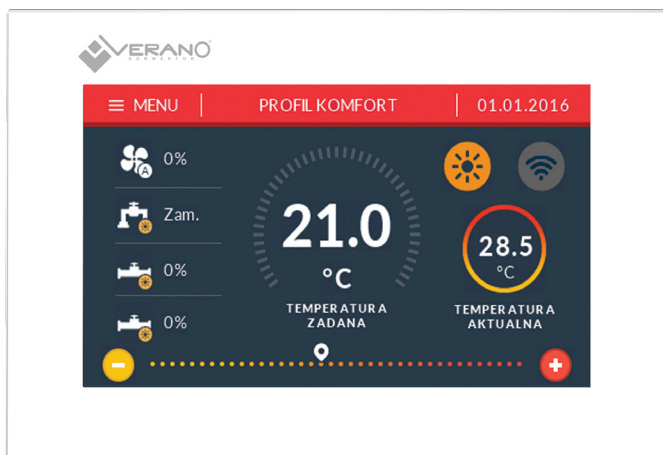 VERANO
KONWEKTOR
MENU
PROFIL KOMFORT
01.01.2016
0%
Zam.
0%
0%
A
21.0
°C
TEMPERATURA
ZADANA
28.5
°C
TEMPERATURA
AKTUALNA